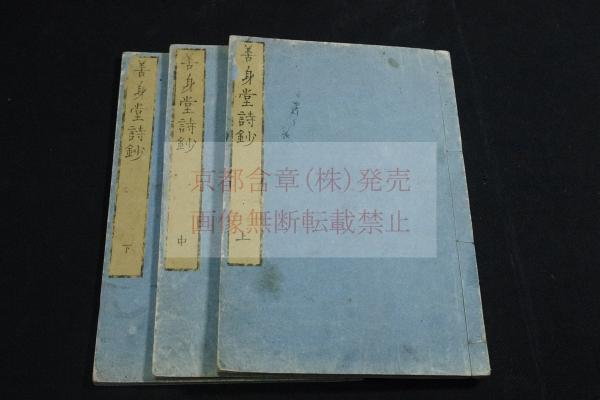 善身堂詩鈔
上
善身堂詩鈔
中
善身堂詩鈔
下
京都含章(株)発売
画像無断転載禁止